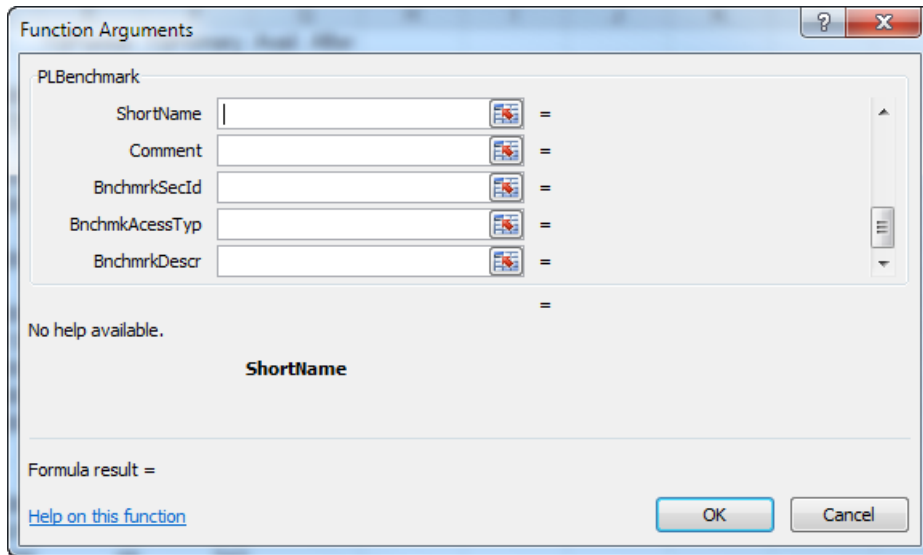 Function Arguments
PLBenchmark
ShortName =
Comment =
BnchmrkSecId =
BnchmkAcessTyp =
BnchmrkDescr =
=
No help available.
ShortName
Formula result =
Help on this function
OK Cancel